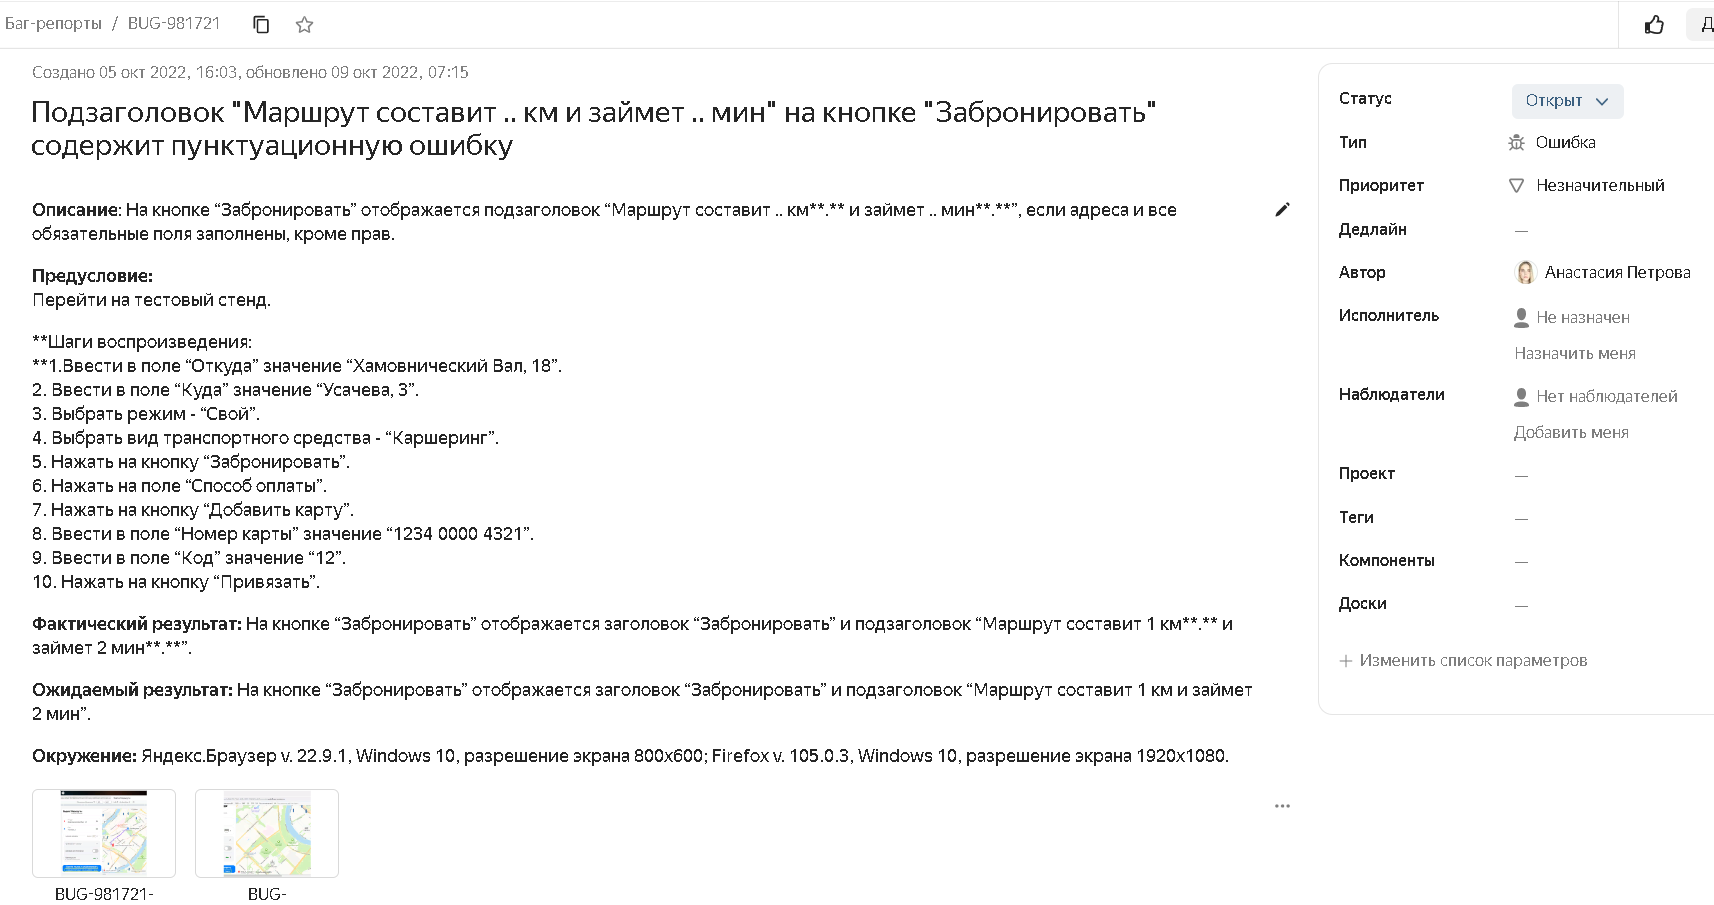 Баг-репорты / BUG-981721
Д
Создано 05 окт 2022, 16:03, обновлено 09 окт 2022, 07:15
Подзаголовок "Маршрут составит .. км и займет .. мин" на кнопке "Забронировать"
содержит пунктуационную ошибку
Описание: На кнопке “Забронировать” отображается подзаголовок “Маршрут составит .. км**.** и займет .. мин**.**”, если адреса и все
обязательные поля заполнены, кроме прав.
Предусловие:
Перейти на тестовый стенд.
**Шаги воспроизведения:
**1.Ввести в поле “Откуда” значение “Хамовнический Вал, 18”.
2. Ввести в поле “Куда” значение “Усачева, 3”.
3. Выбрать режим - “Свой”.
4. Выбрать вид транспортного средства - “Каршеринг”.
5. Нажать на кнопку “Забронировать”.
6. Нажать на поле “Способ оплаты”.
7. Нажать на кнопку “Добавить карту”.
8. Ввести в поле “Номер карты” значение “1234 0000 4321”.
9. Ввести в поле “Код” значение “12”.
10. Нажать на кнопку “Привязать”.
Фактический результат: На кнопке “Забронировать” отображается заголовок “Забронировать” и подзаголовок “Маршрут составит 1 км**.** и
займет 2 мин**.**”.
Ожидаемый результат: На кнопке “Забронировать” отображается заголовок “Забронировать” и подзаголовок “Маршрут составит 1 км и займет
2 мин”.
Окружение: Яндекс.Браузер v. 22.9.1, Windows 10, разрешение экрана 800x600; Firefox v. 105.0.3, Windows 10, разрешение экрана 1920x1080.
BUG-981721-
BUG-
Статус
Открыт
Тип
Ошибка
Приоритет
Незначительный
Дедлайн
—
Автор
Анастасия Петрова
Исполнитель
Не назначен
Назначить меня
Наблюдатели
Нет наблюдателей
Добавить меня
Проект
—
Теги
—
Компоненты
—
Доски
—
+ Изменить список параметров